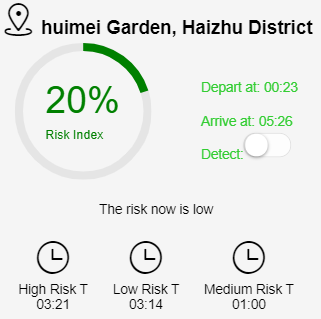 huimei Garden, Haizhu District
20%
Risk Index
Depart at: 00:23
Arrive at: 05:26
Detect:
The risk now is low
High Risk T Low Risk T Medium Risk T
03:21 03:14 01:00